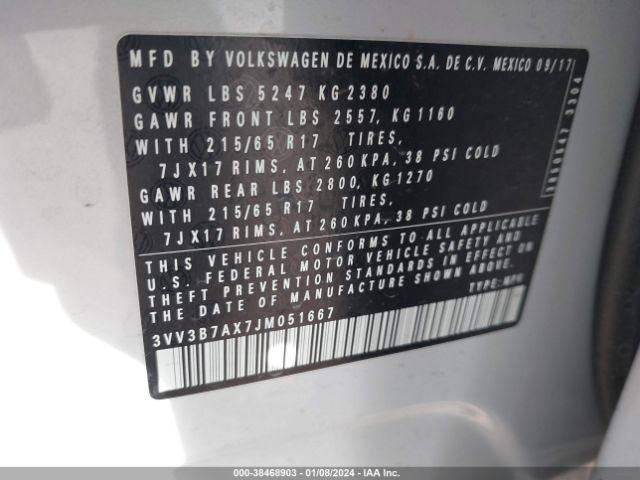 MFD BY VOLKSWAGEN DE MEXICO S.A. DE C.V. MEXICO 09/17
GVWR LBS 5247 KG 2380
GAWR FRONT LBS 2557, KG 1160
WITH 215/65 R17 TIRES,
7JX17 RIMS, AT 260 KPA, 38 PSI COLD
GAWR REAR LBS 2800, KG 1270
WITH 215/65 R17 TIRES,
7JX17 RIMS, AT 260 KPA, 38 PSI COLD
THIS VEHICLE CONFORMS TO ALL APPLICABLE
U.S. FEDERAL MOTOR VEHICLE SAFETY AND
THEFT PREVENTION STANDARDS IN EFFECT ON
THE DATE OF MANUFACTURE SHOWN ABOVE.
3VV3B7AX7JM051667
TYPE: MPV
3304
000-38468903 - 01/08/2024 - IAA Inc.